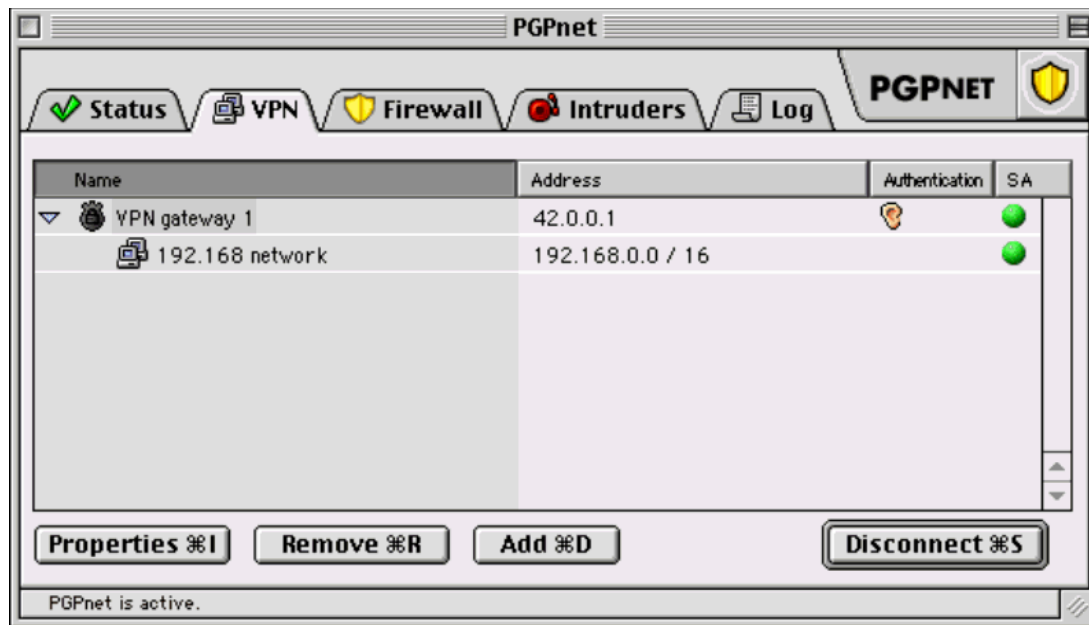 PGPnet
Status VPN Firewall Intruders Log PGPNET
Name Address Authentication SA
VPN gateway 1 42.0.0.1
192.168 network 192.168.0.0 / 16
Properties ⌘I Remove ⌘R Add ⌘D Disconnect ⌘S
PGPnet is active.